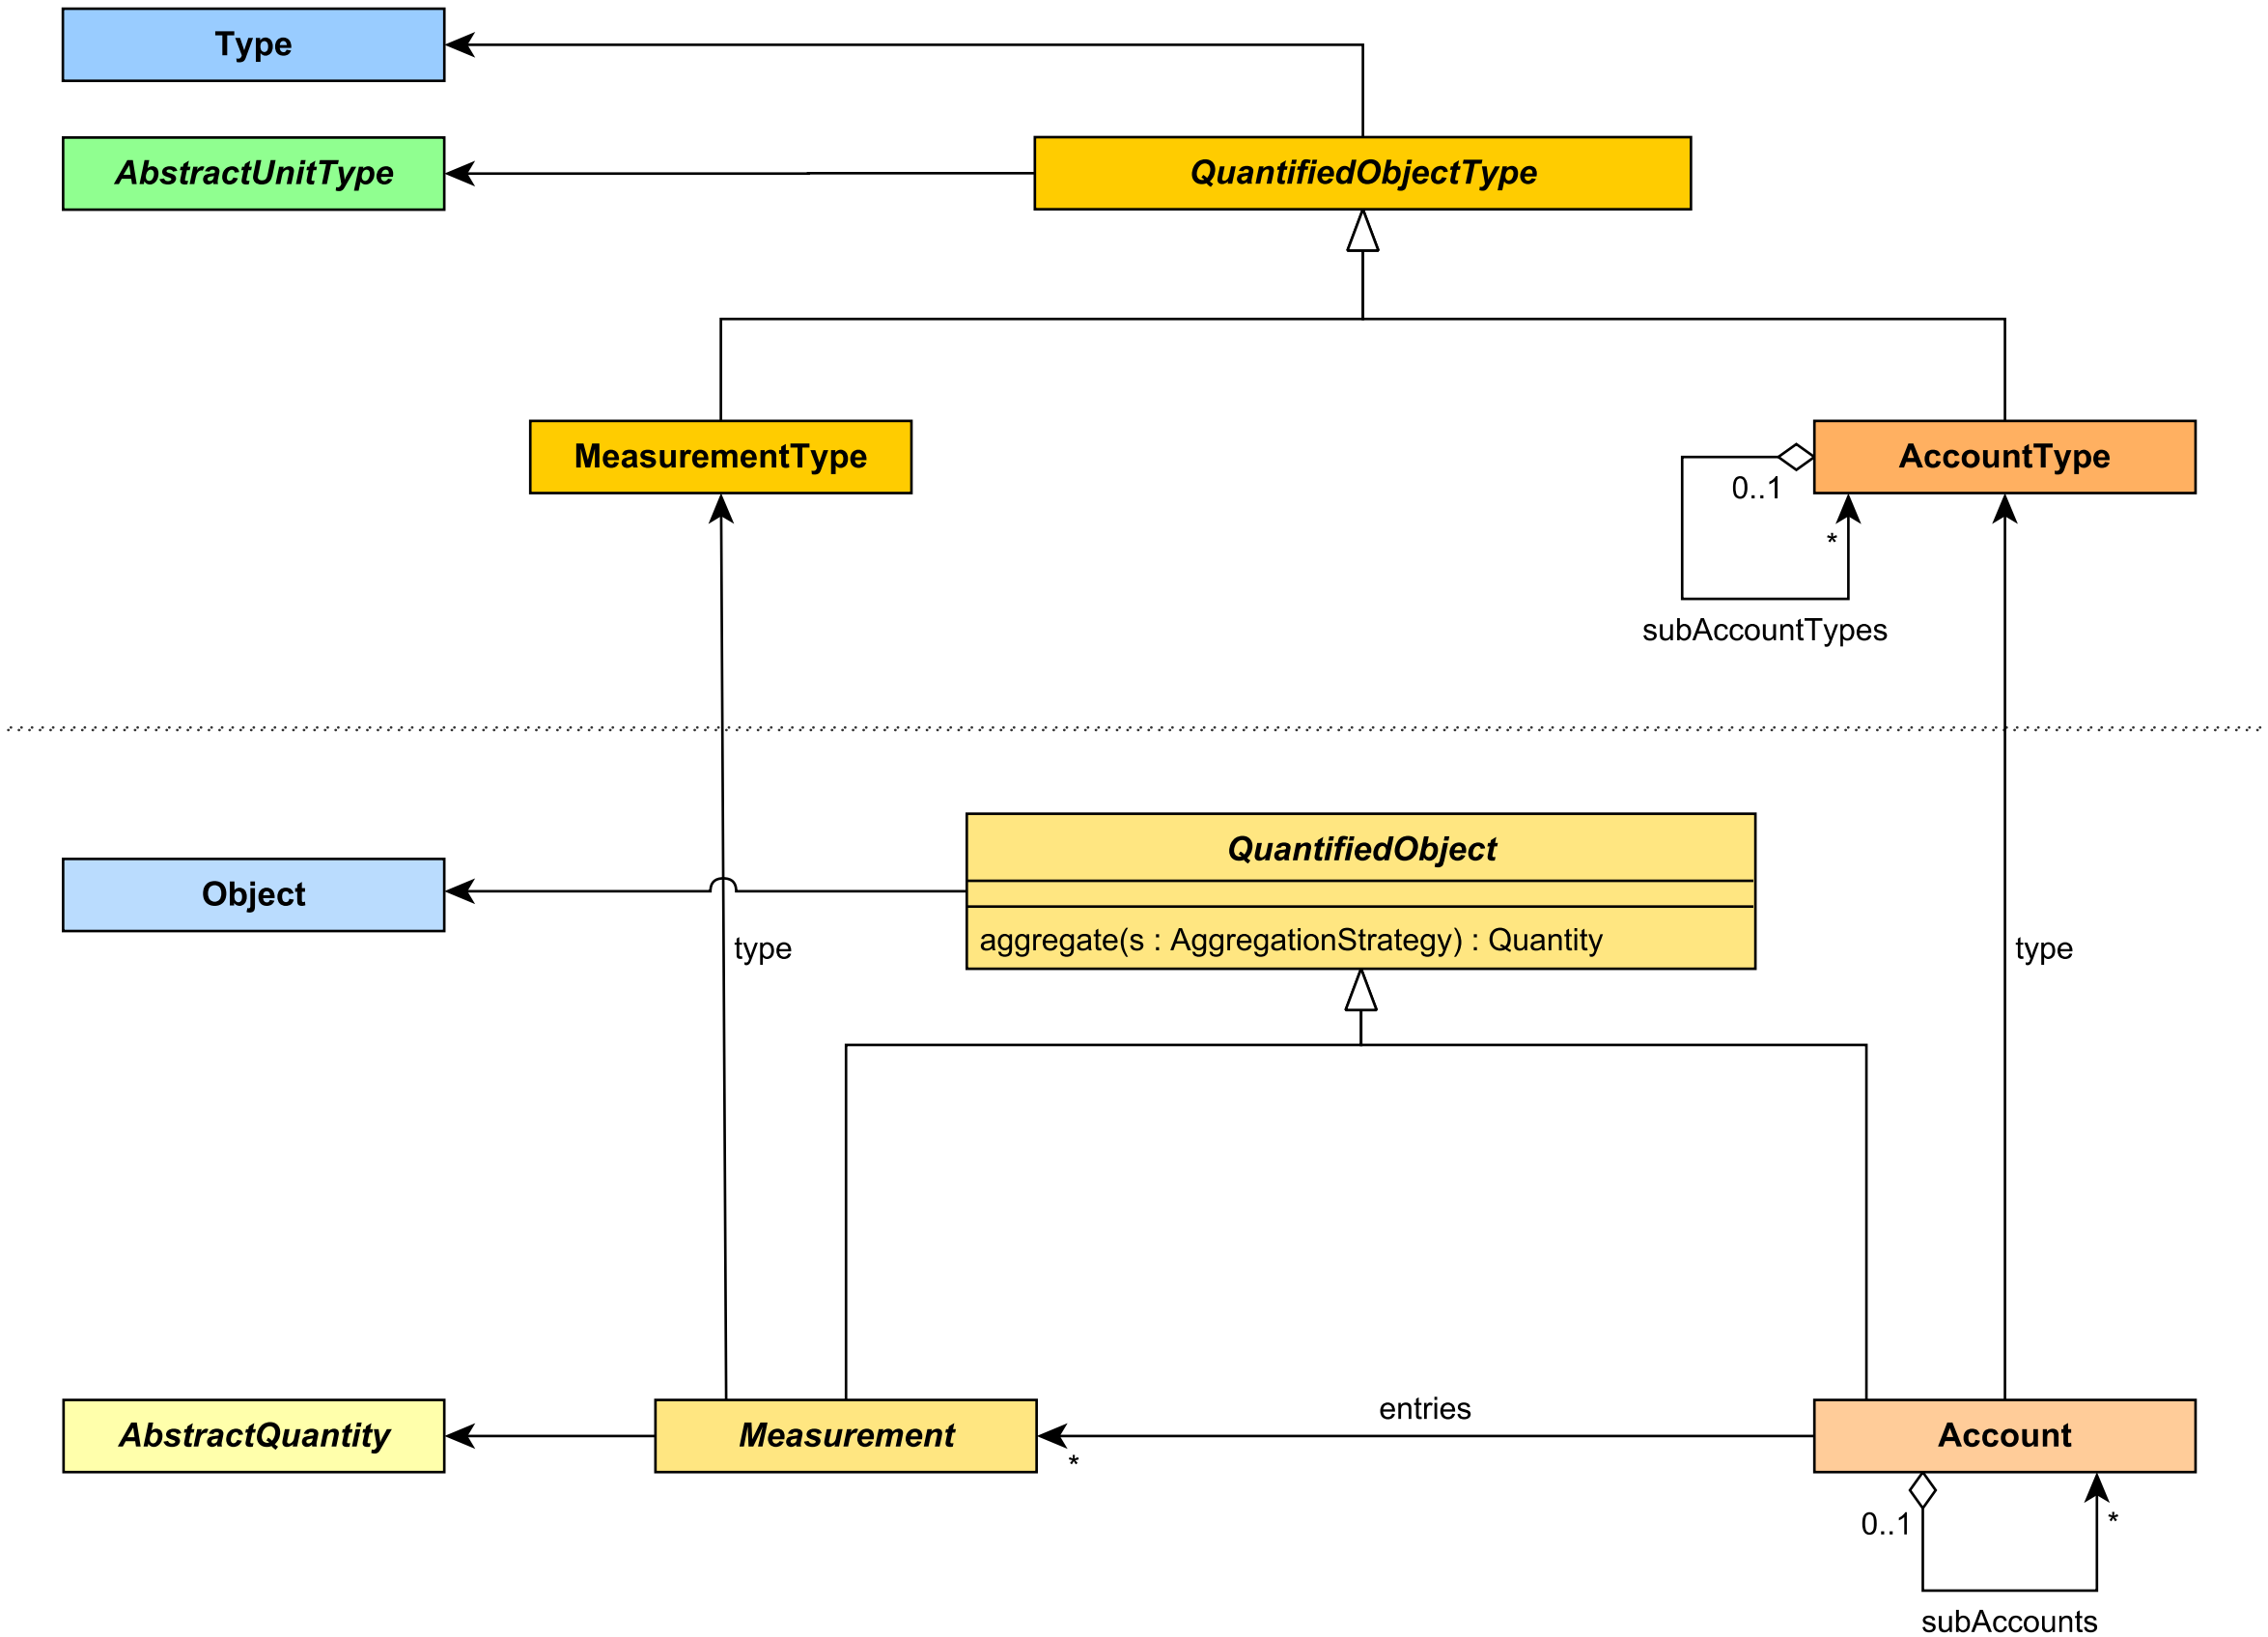 Type
AbstractUnitType
QuantifiedObjectType
MeasurementType
AccountType
0..1
*
subAccountTypes
QuantifiedObject
Object
aggregate(s : AggregationStrategy) : Quantity
type
type
entries
AbstractQuantity
Measurement
Account
*
0..1
*
subAccounts